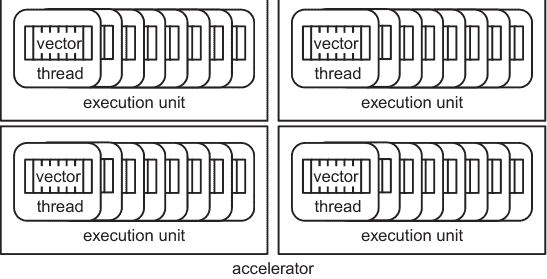 vector
thread
execution unit
vector
thread
execution unit
vector
thread
execution unit
vector
thread
execution unit
accelerator